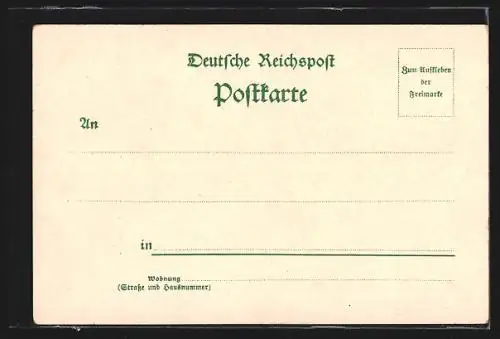 Deutſche Reichspoſt
Poſtkarte
Zum Aufkleben
der
Freimarke
An
in
Wohnung
(Straße und Hausnummer)